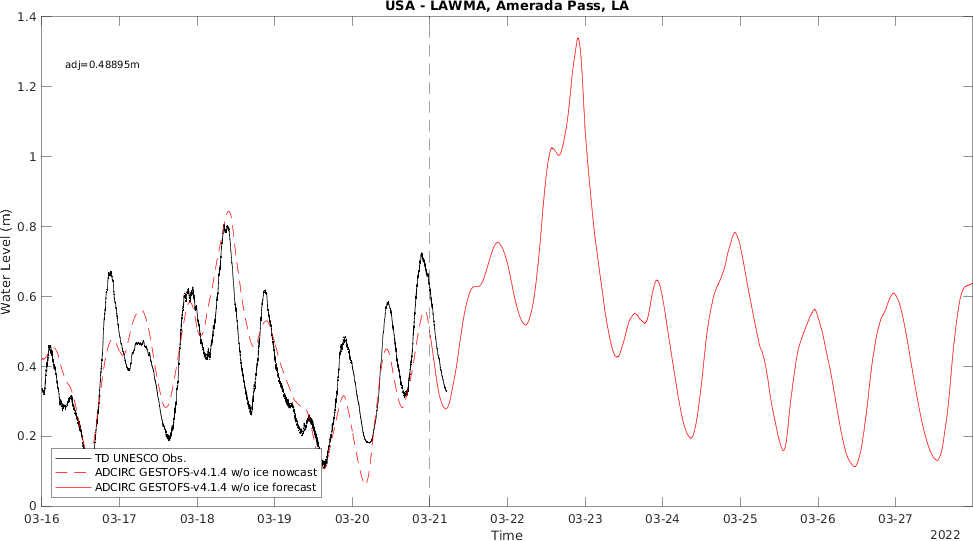 USA - LAWMA, Amerada Pass, LA
1.4
adj=0.48895m
1.2
1
0.8
Water Level (m)
0.6
0.4
0.2
0
TD UNESCO Obs.
ADCIRC GESTOFS-v4.1.4 w/o ice nowcast
ADCIRC GESTOFS-v4.1.4 w/o ice forecast
03-16 03-17 03-18 03-19 03-20 03-21 03-22 03-23 03-24 03-25 03-26 03-27
Time
2022